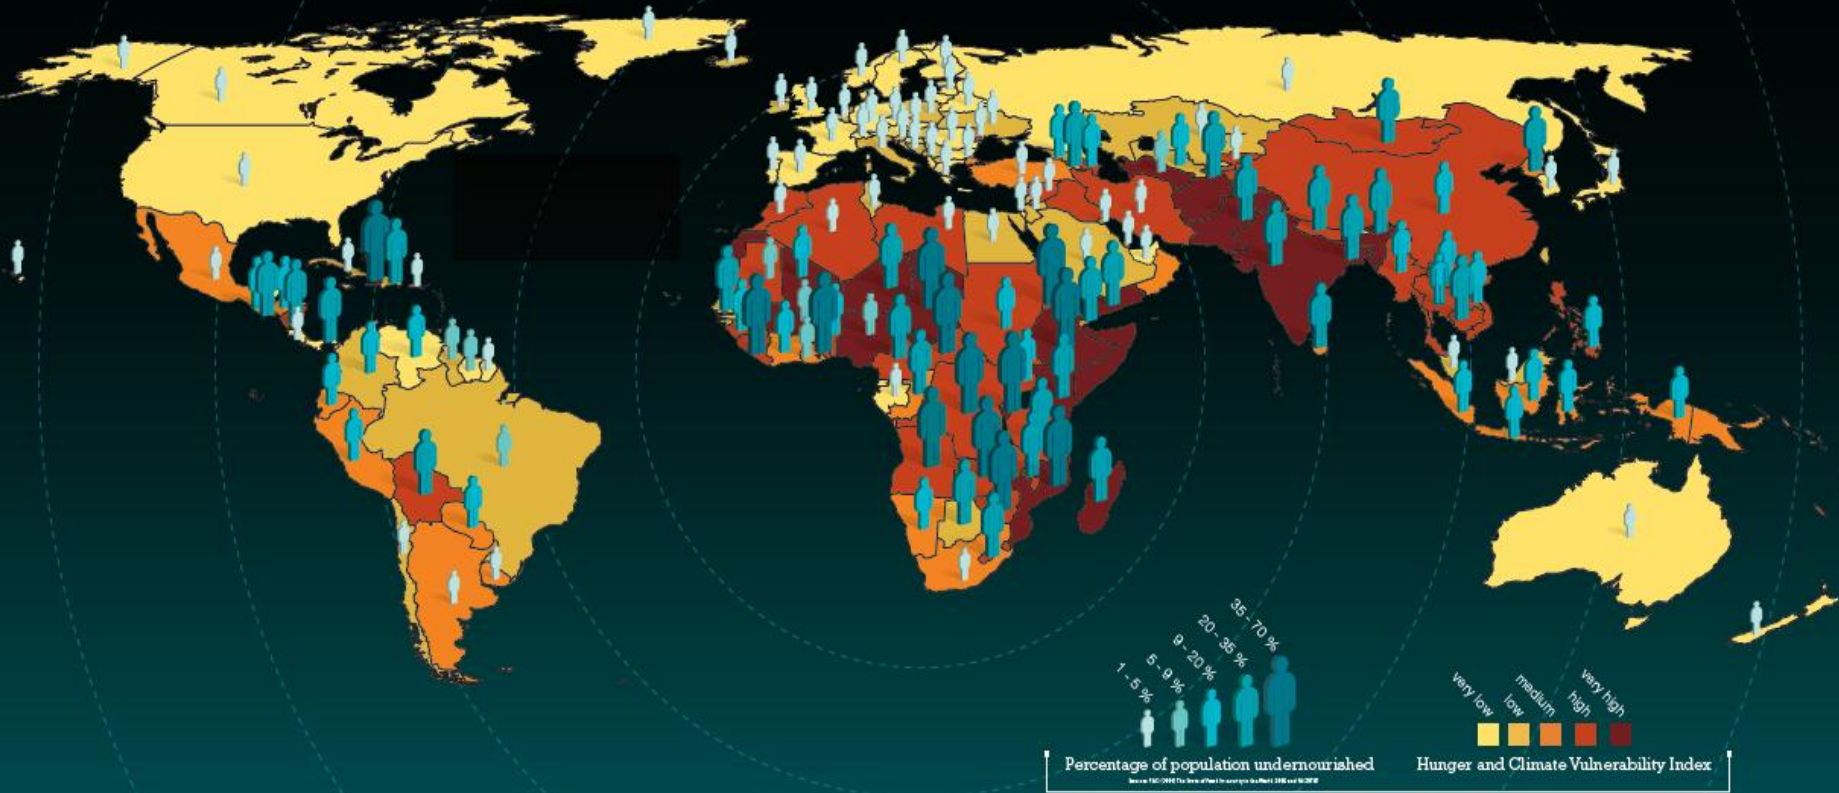 35 - 70 %
20 - 35 %
9 - 20 %
5 - 9 %
1 - 5 %
very low
low
medium
high
very high
Percentage of population undernourished
Hunger and Climate Vulnerability Index